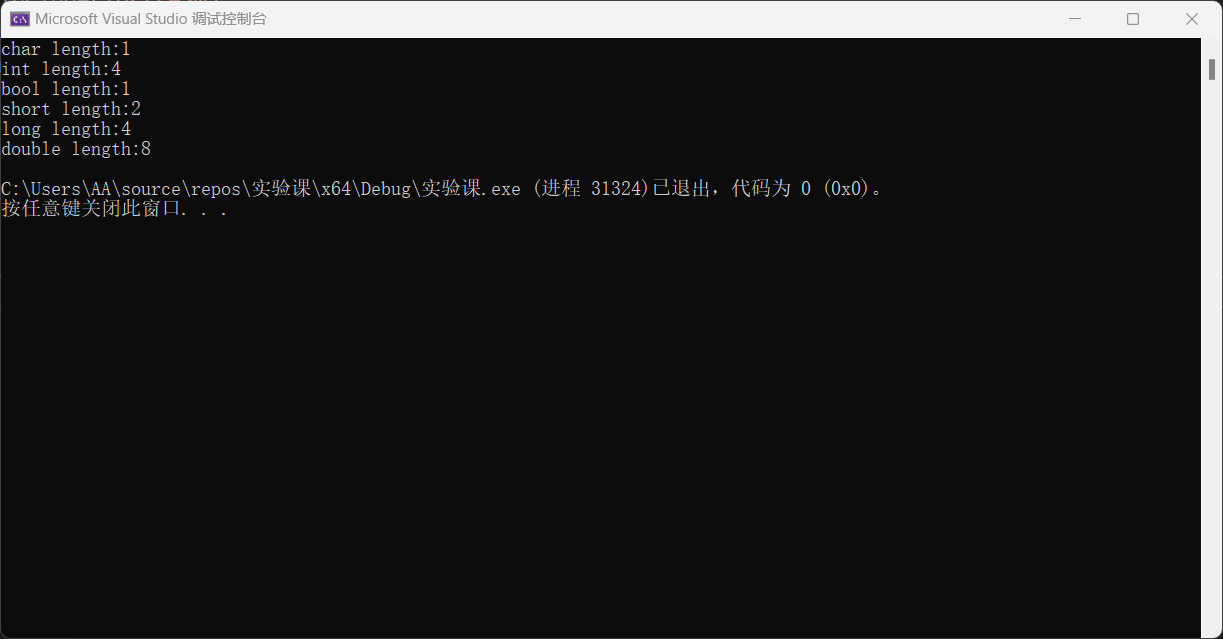 Microsoft Visual Studio 调试控制台
char length:1
int length:4
bool length:1
short length:2
long length:4
double length:8
C:\Users\AA\source\repos\实验课\x64\Debug\实验课.exe (进程 31324)已退出，代码为 0 (0x0)。
按任意键关闭此窗口. . .